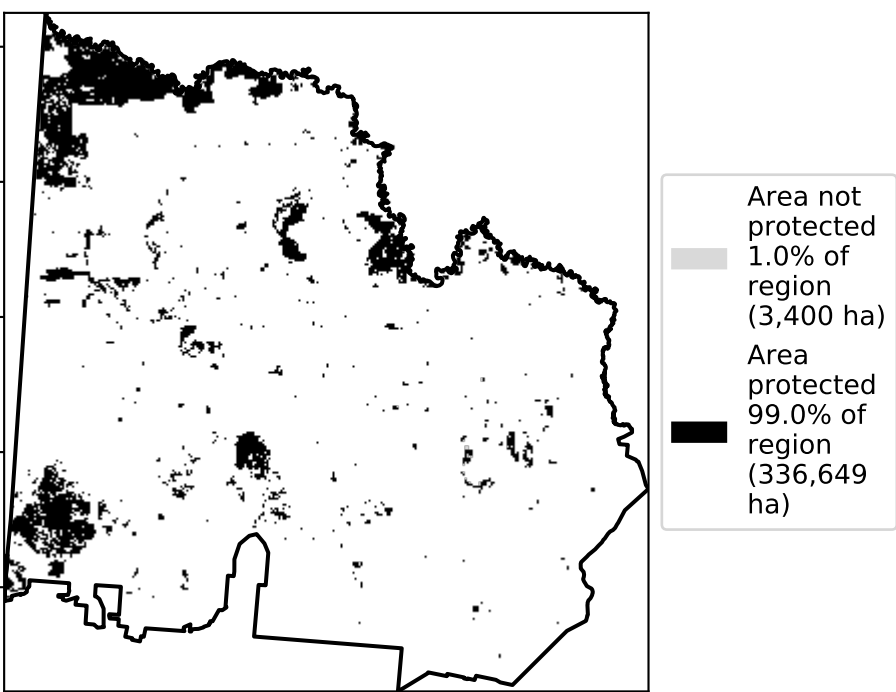 Area not
protected
1.0% of
region
(3,400 ha)
Area
protected
99.0% of
region
(336,649
ha)